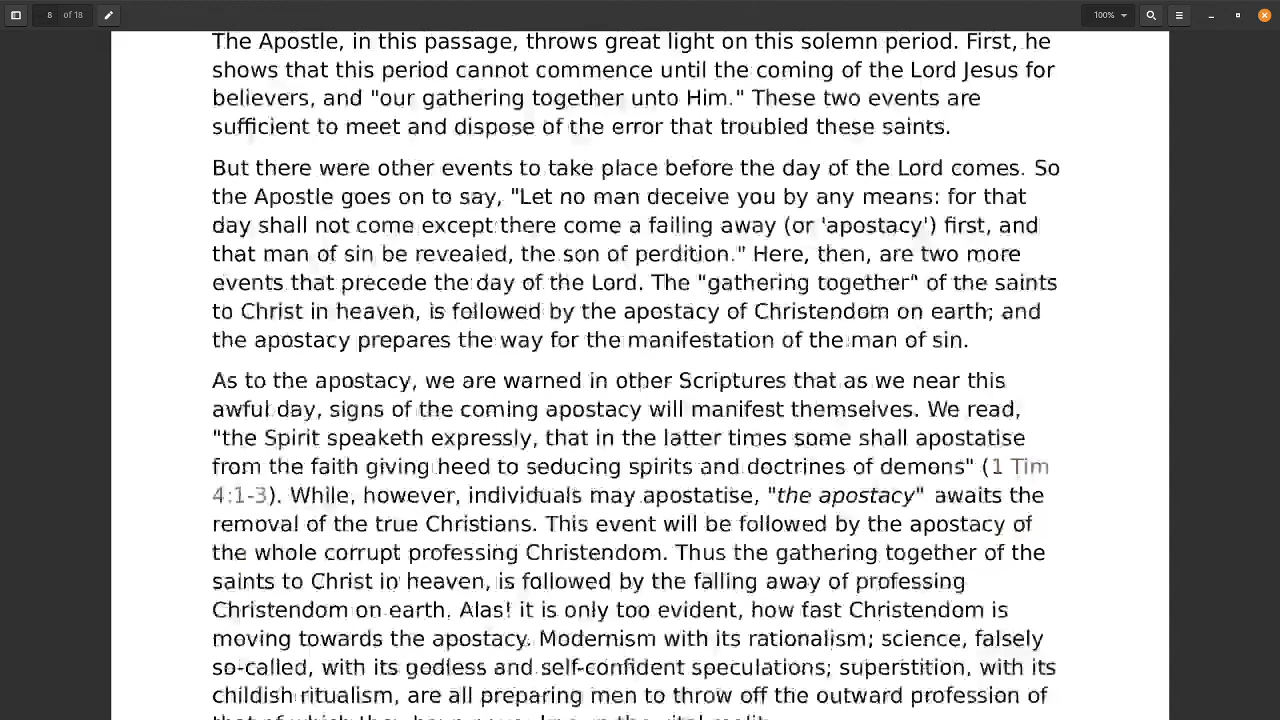 8 of 18
100%
The Apostle, in this passage, throws great light on this solemn period. First, he
shows that this period cannot commence until the coming of the Lord Jesus for
believers, and "our gathering together unto Him." These two events are
sufficient to meet and dispose of the error that troubled these saints.
But there were other events to take place before the day of the Lord comes. So
the Apostle goes on to say, "Let no man deceive you by any means: for that
day shall not come except there come a falling away (or 'apostacy') first, and
that man of sin be revealed, the son of perdition." Here, then, are two more
events that precede the day of the Lord. The "gathering together" of the saints
to Christ in heaven, is followed by the apostacy of Christendom on earth; and
the apostacy prepares the way for the manifestation of the man of sin.
As to the apostacy, we are warned in other Scriptures that as we near this
awful day, signs of the coming apostacy will manifest themselves. We read,
"the Spirit speaketh expressly, that in the latter times some shall apostatise
from the faith giving heed to seducing spirits and doctrines of demons" (1 Tim
4:1-3). While, however, individuals may apostatise, "the apostacy" awaits the
removal of the true Christians. This event will be followed by the apostacy of
the whole corrupt professing Christendom. Thus the gathering together of the
saints to Christ in heaven, is followed by the falling away of professing
Christendom on earth. Alas! it is only too evident, how fast Christendom is
moving towards the apostacy. Modernism with its rationalism; science, falsely
so-called, with its godless and self-confident speculations; superstition, with its
childish ritualism, are all preparing men to throw off the outward profession of